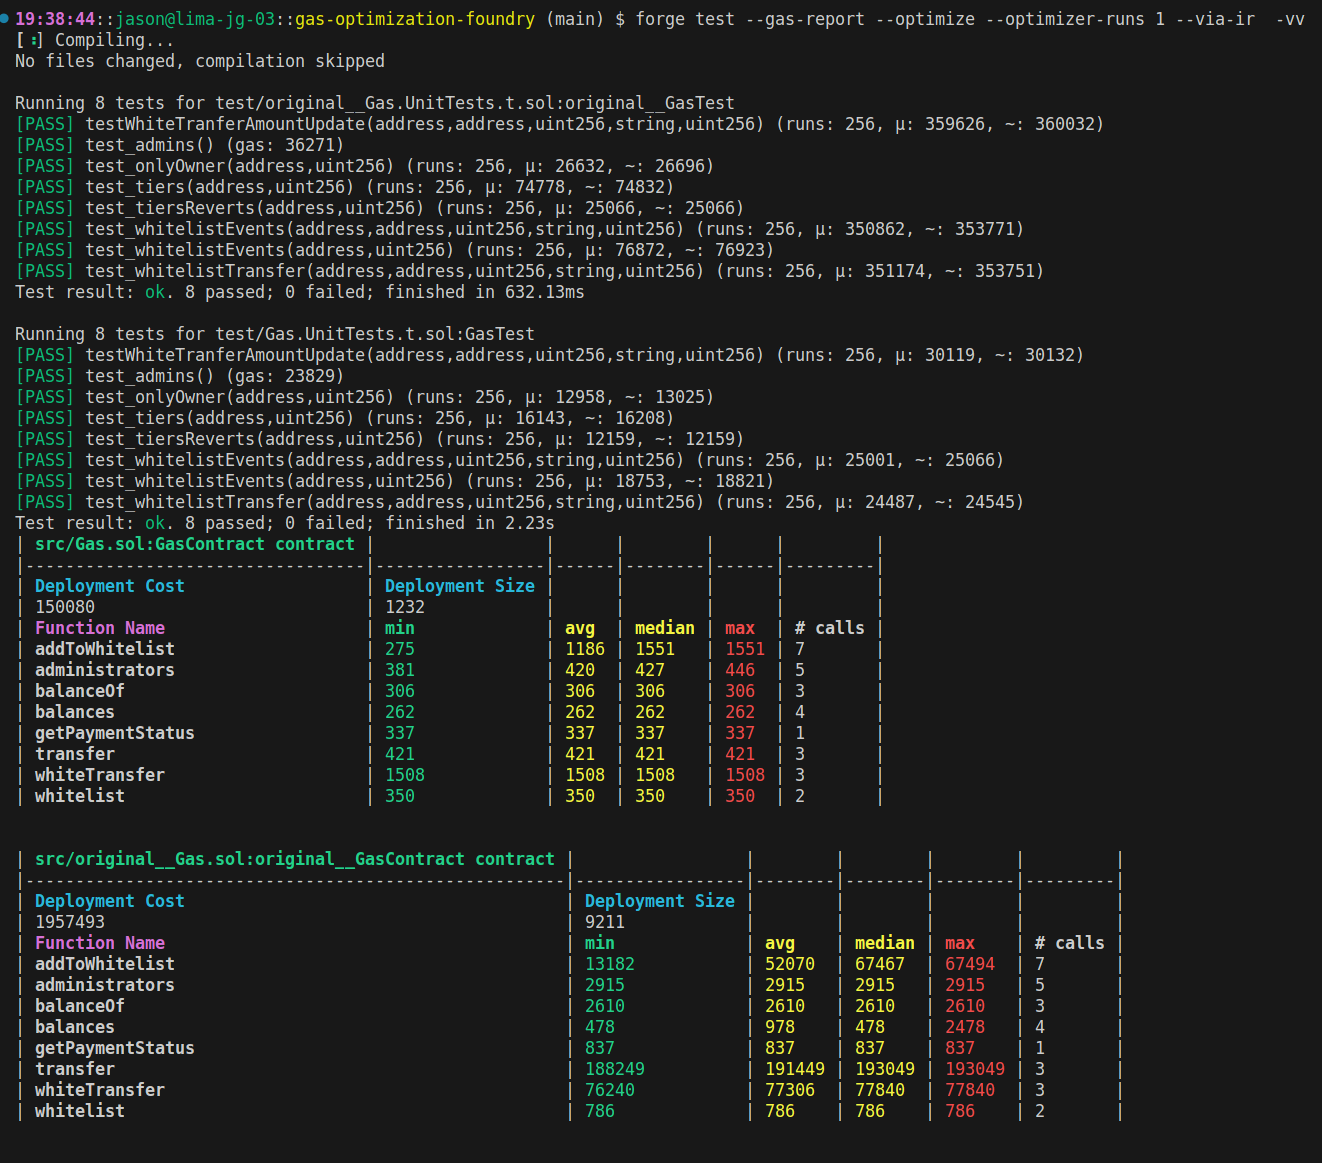 19:38:44::jason@lima-jg-03::gas-optimization-foundry (main) $ forge test --gas-report --optimize --optimizer-runs 1 --via-ir  -vv
[⠰] Compiling...
No files changed, compilation skipped

Running 8 tests for test/original__Gas.UnitTests.t.sol:original__GasTest
[PASS] testWhiteTranferAmountUpdate(address,address,uint256,string,uint256) (runs: 256, μ: 359626, ~: 360032)
[PASS] test_admins() (gas: 36271)
[PASS] test_onlyOwner(address,uint256) (runs: 256, μ: 26632, ~: 26696)
[PASS] test_tiers(address,uint256) (runs: 256, μ: 74778, ~: 74832)
[PASS] test_tiersReverts(address,uint256) (runs: 256, μ: 25066, ~: 25066)
[PASS] test_whitelistEvents(address,address,uint256,string,uint256) (runs: 256, μ: 350862, ~: 353771)
[PASS] test_whitelistEvents(address,uint256) (runs: 256, μ: 76872, ~: 76923)
[PASS] test_whitelistTransfer(address,address,uint256,string,uint256) (runs: 256, μ: 351174, ~: 353751)
Test result: ok. 8 passed; 0 failed; finished in 632.13ms

Running 8 tests for test/Gas.UnitTests.t.sol:GasTest
[PASS] testWhiteTranferAmountUpdate(address,address,uint256,string,uint256) (runs: 256, μ: 30119, ~: 30132)
[PASS] test_admins() (gas: 23829)
[PASS] test_onlyOwner(address,uint256) (runs: 256, μ: 12958, ~: 13025)
[PASS] test_tiers(address,uint256) (runs: 256, μ: 16143, ~: 16208)
[PASS] test_tiersReverts(address,uint256) (runs: 256, μ: 12159, ~: 12159)
[PASS] test_whitelistEvents(address,address,uint256,string,uint256) (runs: 256, μ: 25001, ~: 25066)
[PASS] test_whitelistEvents(address,uint256) (runs: 256, μ: 18753, ~: 18821)
[PASS] test_whitelistTransfer(address,address,uint256,string,uint256) (runs: 256, μ: 24487, ~: 24545)
Test result: ok. 8 passed; 0 failed; finished in 2.23s
| src/Gas.sol:GasContract contract |                 |      |        |      |         |
|----------------------------------|-----------------|------|--------|------|---------|
| Deployment Cost                  | Deployment Size |      |        |      |         |
| 150080                           | 1232            |      |        |      |         |
| Function Name                    | min             | avg  | median | max  | # calls |
| addToWhitelist                   | 275             | 1186 | 1551   | 1551 | 7       |
| administrators                   | 381             | 420  | 427    | 446  | 5       |
| balanceOf                        | 306             | 306  | 306    | 306  | 3       |
| balances                         | 262             | 262  | 262    | 262  | 4       |
| getPaymentStatus                 | 337             | 337  | 337    | 337  | 1       |
| transfer                         | 421             | 421  | 421    | 421  | 3       |
| whiteTransfer                    | 1508            | 1508 | 1508   | 1508 | 3       |
| whitelist                        | 350             | 350  | 350    | 350  | 2       |

| src/original__Gas.sol:original__GasContract contract |                 |        |        |        |         |
|------------------------------------------------------|-----------------|--------|--------|--------|---------|
| Deployment Cost                                      | Deployment Size |        |        |        |         |
| 1957493                                              | 9211            |        |        |        |         |
| Function Name                                        | min             | avg    | median | max    | # calls |
| addToWhitelist                                       | 13182           | 52070  | 67467  | 67494  | 7       |
| administrators                                       | 2915            | 2915   | 2915   | 2915   | 5       |
| balanceOf                                            | 2610            | 2610   | 2610   | 2610   | 3       |
| balances                                             | 478             | 978    | 478    | 2478   | 4       |
| getPaymentStatus                                     | 837             | 837    | 837    | 837    | 1       |
| transfer                                             | 188249          | 191449 | 193049 | 193049 | 3       |
| whiteTransfer                                        | 76240           | 77306  | 77840  | 77840  | 3       |
| whitelist                                            | 786             | 786    | 786    | 786    | 2       |